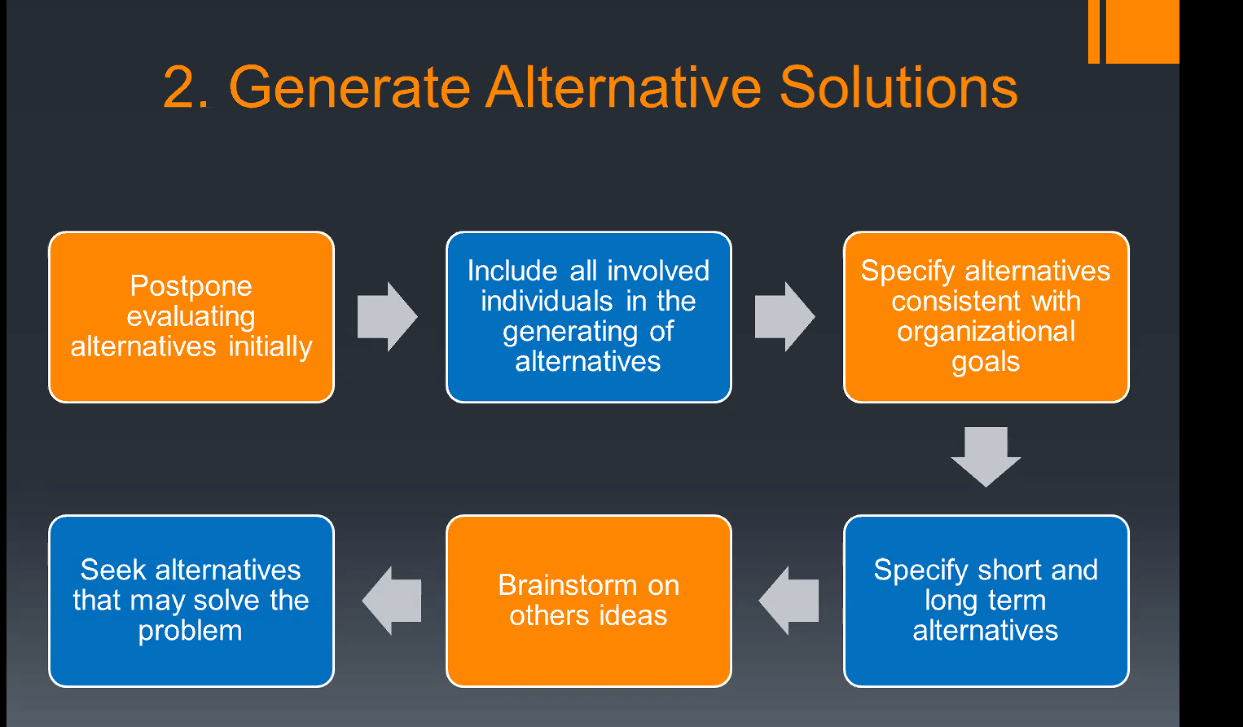 2. Generate Alternative Solutions
Postpone
evaluating
alternatives initially
Include all involved
individuals in the
generating of
alternatives
Specify alternatives
consistent with
organizational
goals
Specify short and
long term
alternatives
Brainstorm on
others ideas
Seek alternatives
that may solve the
problem